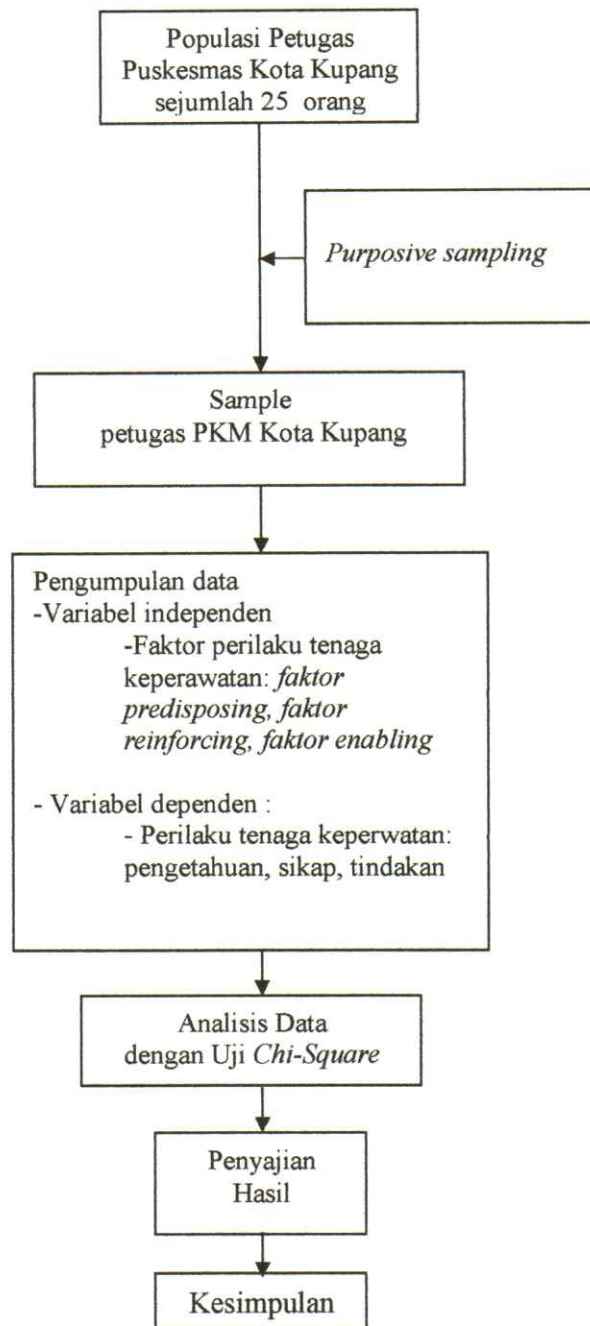 Populasi Petugas
Puskesmas Kota Kupang
sejumlah 25 orang
Purposive sampling
Sample
petugas PKM Kota Kupang
Pengumpulan data
-Variabel independen
-Faktor perilaku tenaga
keperawatan: faktor
predisposing, faktor
reinforcing, faktor enabling
- Variabel dependen :
- Perilaku tenaga keperwatan:
pengetahuan, sikap, tindakan
Analisis Data
dengan Uji Chi-Square
Penyajian
Hasil
Kesimpulan